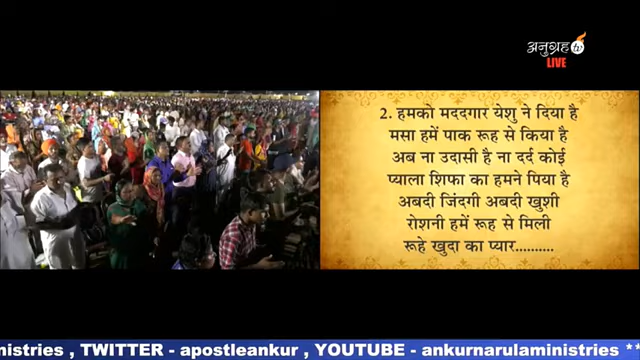 अनुग्रह tv
LIVE
2. हमको मददगार येशु ने दिया है
मसा हमें पाक रूह से किया है
अब ना उदासी है ना दर्द कोई
प्याला शिफा का हमने पिया है
अबदी जिंदगी अबदी खुशी
रोशनी हमें रूह से मिली
रूहे खुदा का प्यार..........
nistries , TWITTER - apostleankur , YOUTUBE - ankurnarulaministries **